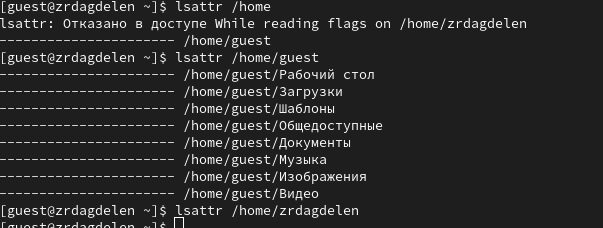 [guest@zrdagdelen ~]$ lsattr /home
lsattr: Отказано в доступе While reading flags on /home/zrdagdelen
---------------------- /home/guest
[guest@zrdagdelen ~]$ lsattr /home/guest
---------------------- /home/guest/Рабочий стол
---------------------- /home/guest/Загрузки
---------------------- /home/guest/Шаблоны
---------------------- /home/guest/Общедоступные
---------------------- /home/guest/Документы
---------------------- /home/guest/Музыка
---------------------- /home/guest/Изображения
---------------------- /home/guest/Видео
[guest@zrdagdelen ~]$ lsattr /home/zrdagdelen
[guest@zrdagdelen ~]$